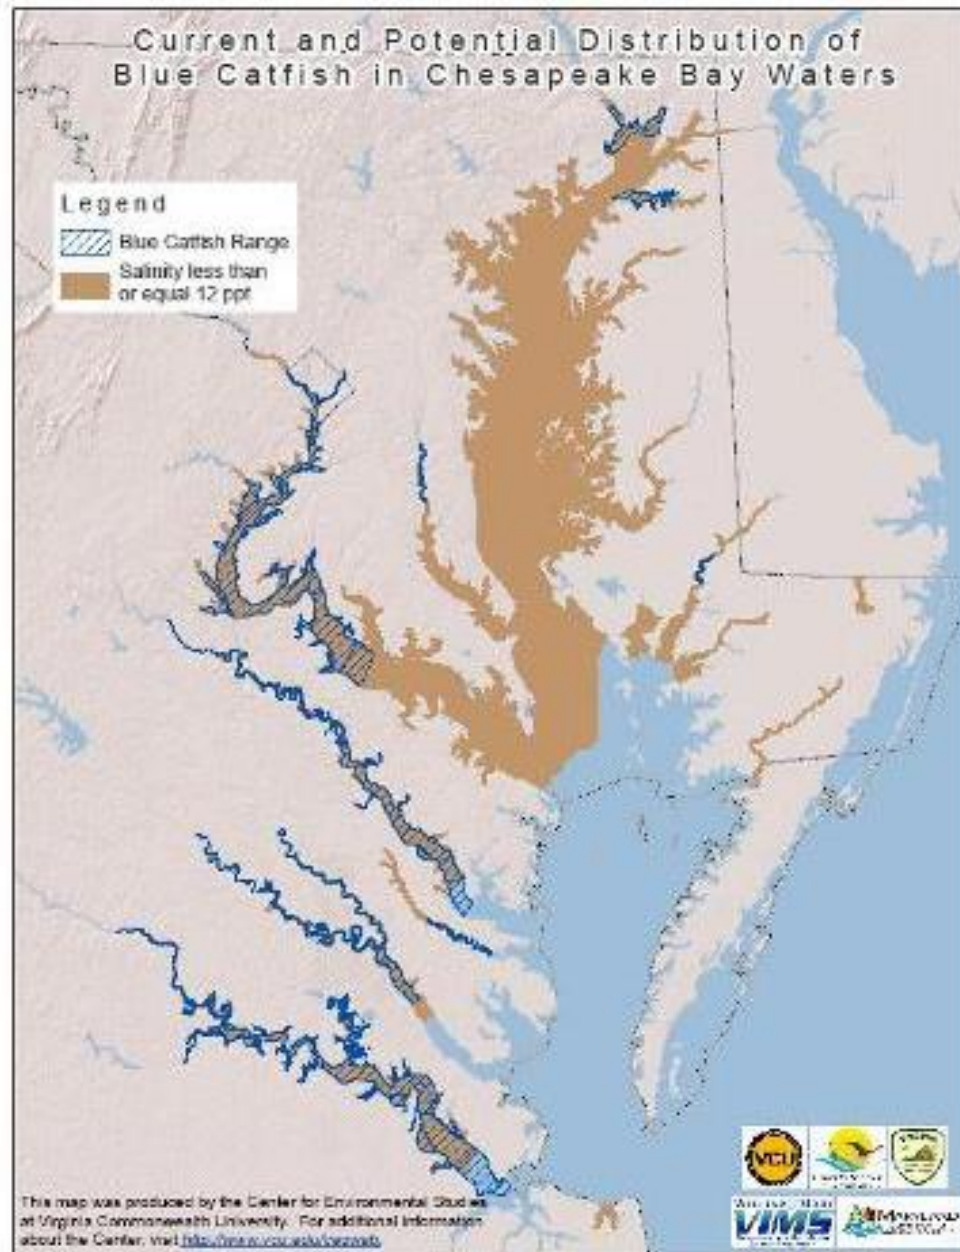 Current and Potential Distribution of
Blue Catfish in Chesapeake Bay Waters
Legend
Blue Catfish Range
Salinity less than
or equal 12 ppt
This map was produced by the Center for Environmental Studies
at Virginia Commonwealth University. For additional information
about the Center, visit
VCU
VIMS
MARYLAND